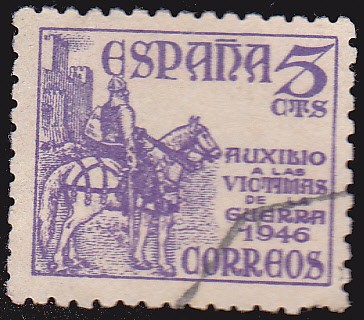 ESPAÑA 5
CTS
AUXILIO
A LAS
VICTIMAS
DE LA
GUERRA
1946
CORREOS